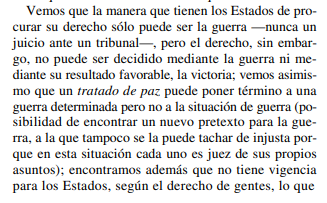 Vemos que la manera que tienen los Estados de pro-
curar su derecho sólo puede ser la guerra —nunca un
juicio ante un tribunal—, pero el derecho, sin embar-
go, no puede ser decidido mediante la guerra ni me-
diante su resultado favorable, la victoria; vemos asimis-
mo que un tratado de paz puede poner término a una
guerra determinada pero no a la situación de guerra (po-
sibilidad de encontrar un nuevo pretexto para la gue-
rra, a la que tampoco se la puede tachar de injusta por-
que en esta situación cada uno es juez de sus propios
asuntos); encontramos además que no tiene vigencia
para los Estados, según el derecho de gentes, lo que